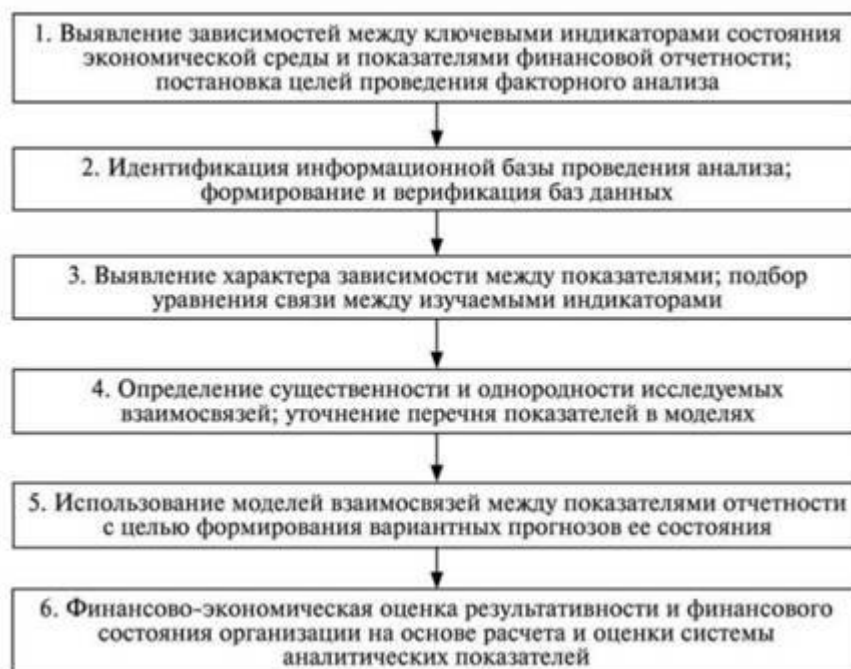 1. Выявление зависимостей между ключевыми индикаторами состояния
экономической среды и показателями финансовой отчетности;
постановка целей проведения факторного анализа
2. Идентификация информационной базы проведения анализа;
формирование и верификация баз данных
3. Выявление характера зависимости между показателями; подбор
уравнения связи между изучаемыми индикаторами
4. Определение существенности и однородности исследуемых
взаимосвязей; уточнение перечня показателей в моделях
5. Использование моделей взаимосвязей между показателями отчетности
с целью формирования вариантных прогнозов ее состояния
6. Финансово-экономическая оценка результативности и финансового
состояния организации на основе расчета и оценки системы
аналитических показателей